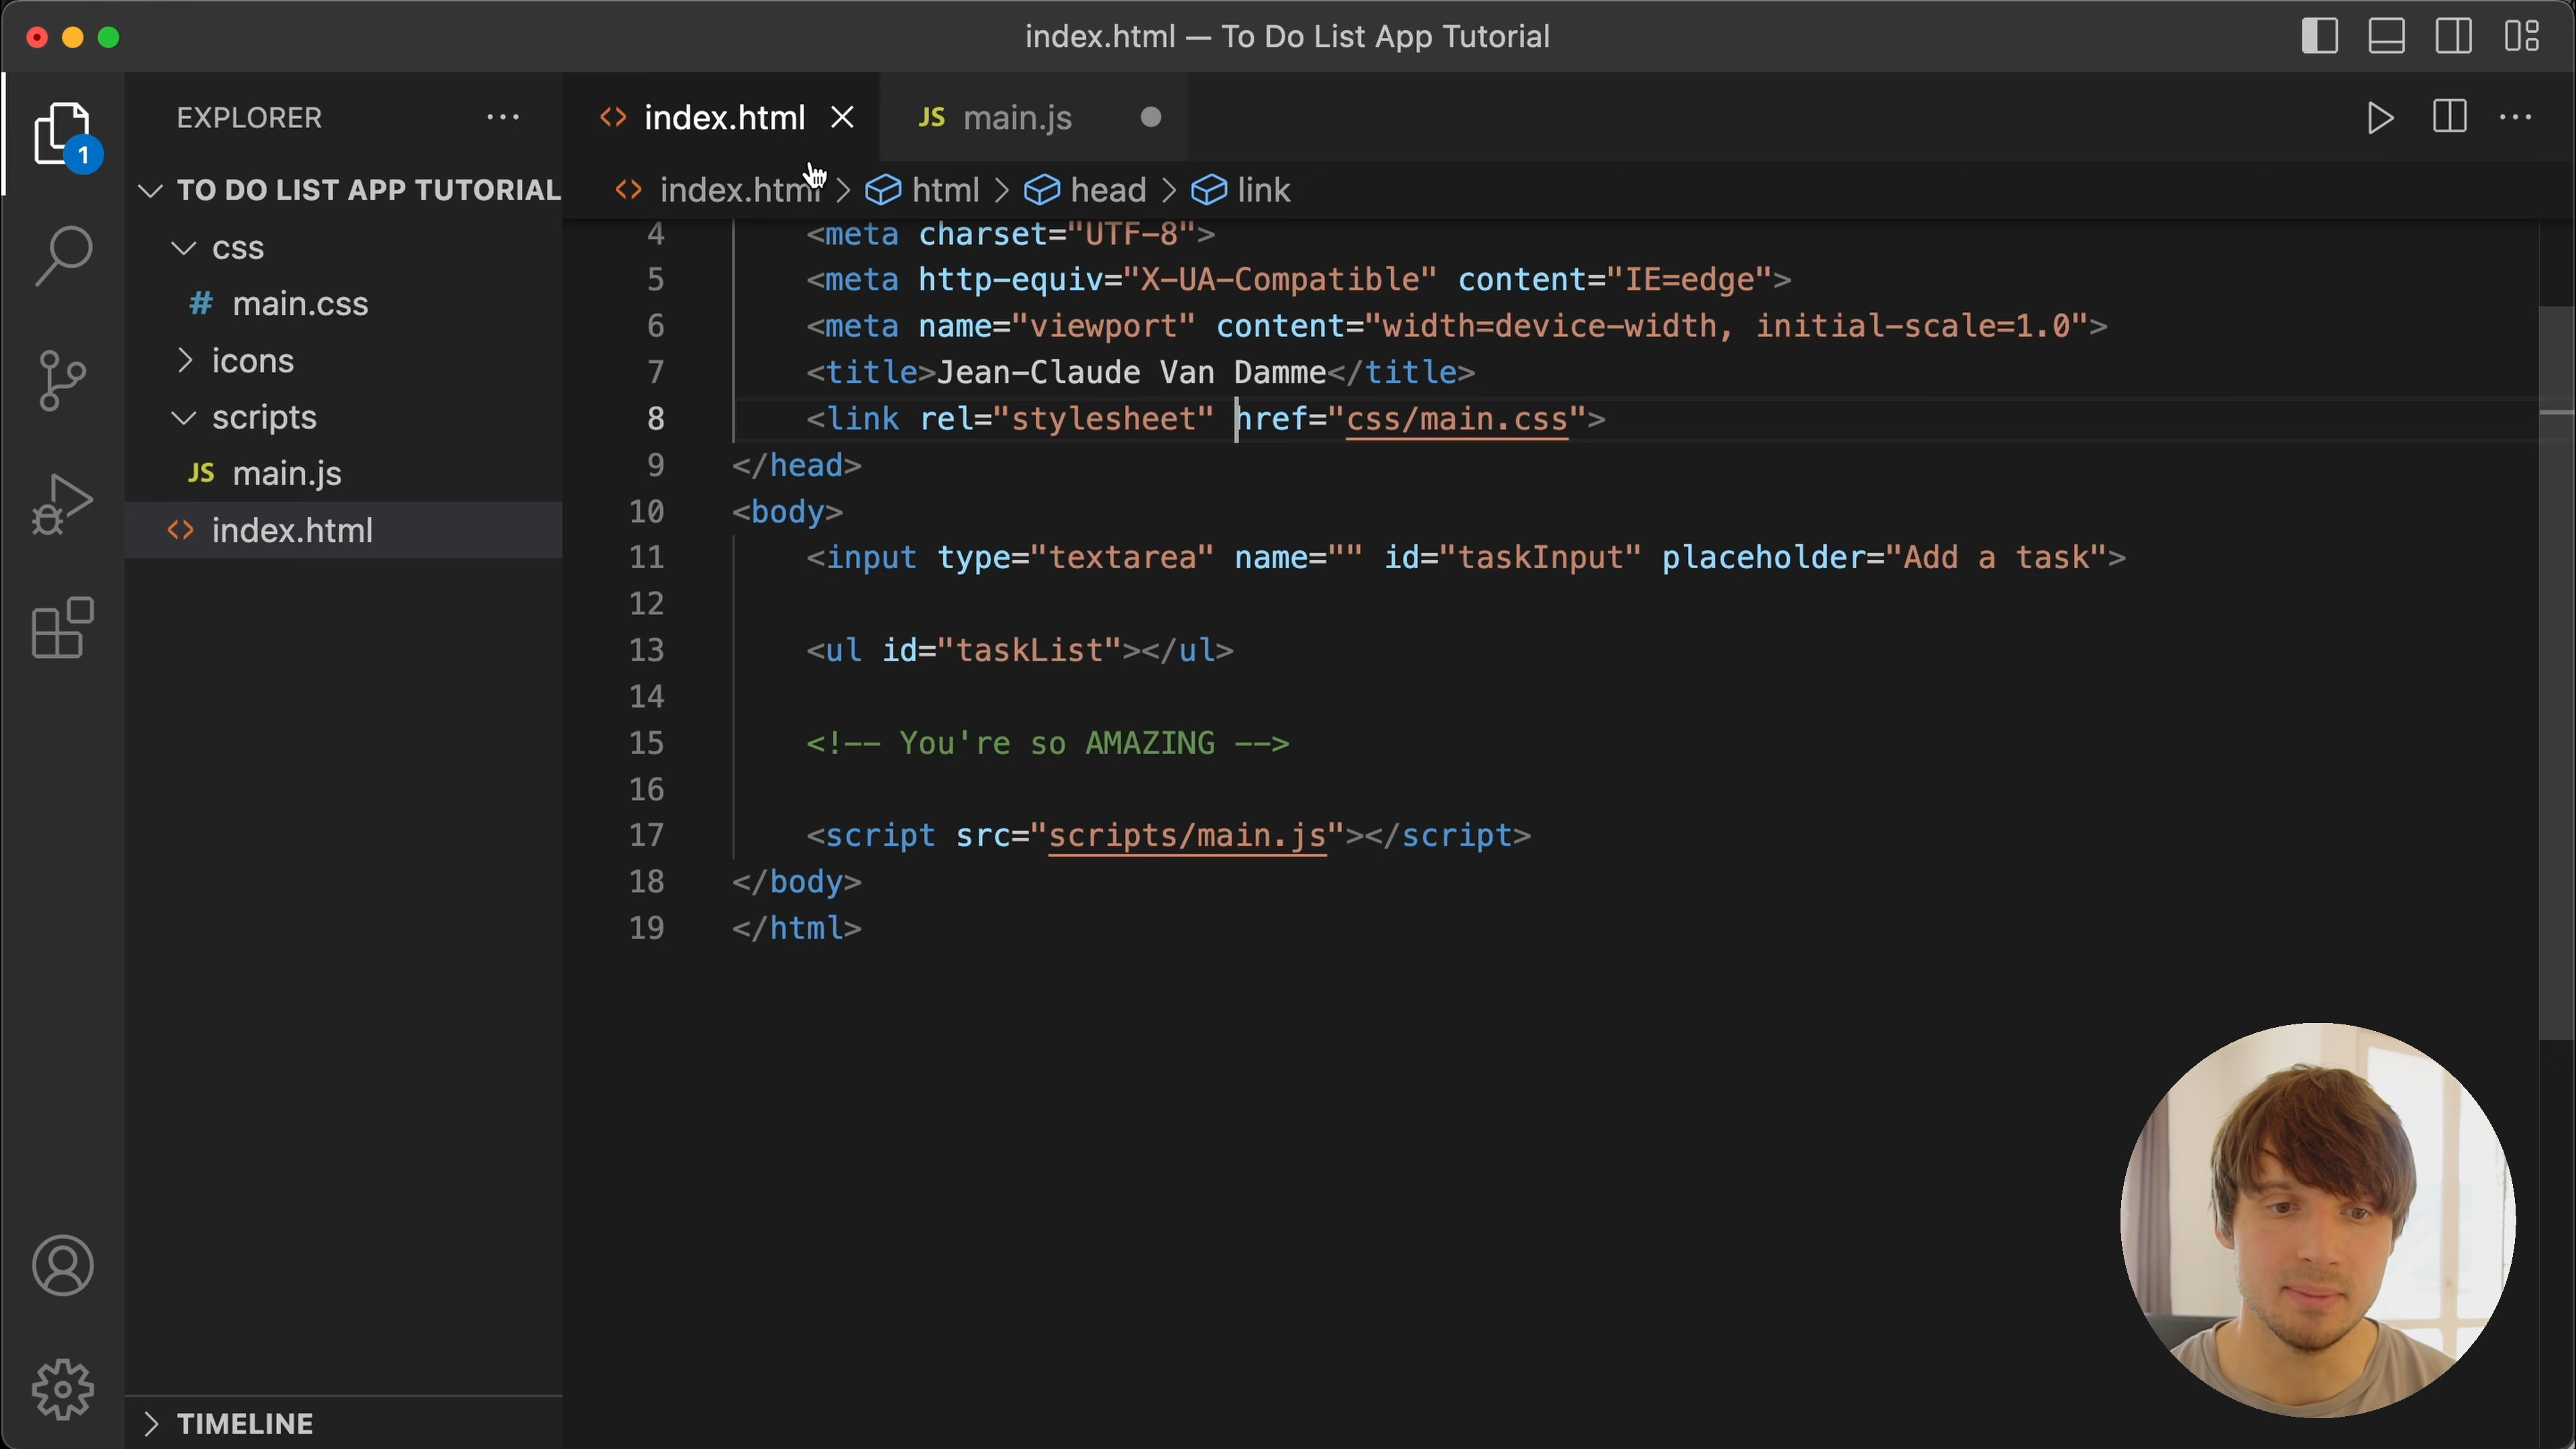 index.html — To Do List App Tutorial
EXPLORER
index.html
JS main.js
1
TO DO LIST APP TUTORIAL
index.html > html > head > link
css
# main.css
icons
scripts
JS main.js
index.html
4 <meta charset="UTF-8">
5 <meta http-equiv="X-UA-Compatible" content="IE=edge">
6 <meta name="viewport" content="width=device-width, initial-scale=1.0">
7 <title>Jean-Claude Van Damme</title>
8 <link rel="stylesheet" href="css/main.css">
9 </head>
10 <body>
11 <input type="textarea" name="" id="taskInput" placeholder="Add a task">
12
13 <ul id="taskList"></ul>
14
15 <!-- You're so AMAZING -->
16
17 <script src="scripts/main.js"></script>
18 </body>
19 </html>
TIMELINE